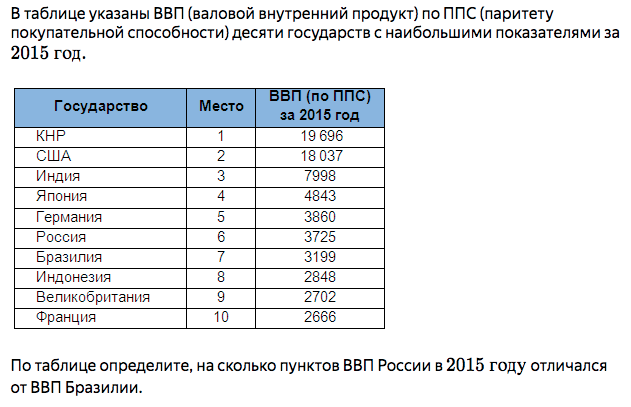 В таблице указаны ВВП (валовой внутренний продукт) по ППС (паритету
покупательной способности) десяти государств с наибольшими показателями за
2015 год.
Государство Место ВВП (по ППС) за 2015 год
КНР 1 19 696
США 2 18 037
Индия 3 7998
Япония 4 4843
Германия 5 3860
Россия 6 3725
Бразилия 7 3199
Индонезия 8 2848
Великобритания 9 2702
Франция 10 2666
По таблице определите, на сколько пунктов ВВП России в 2015 году отличался
от ВВП Бразилии.